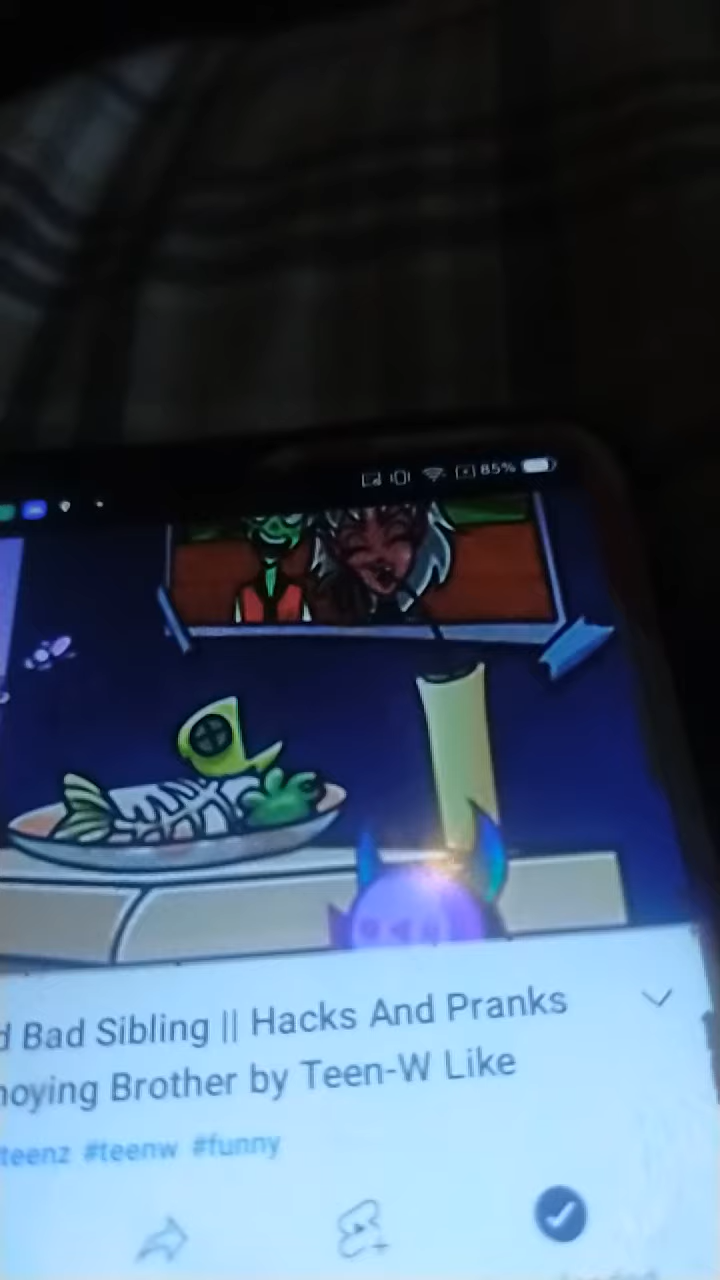 85%
d Bad Sibling || Hacks And Pranks
noying Brother by Teen-W Like
teenz #teenw #funny